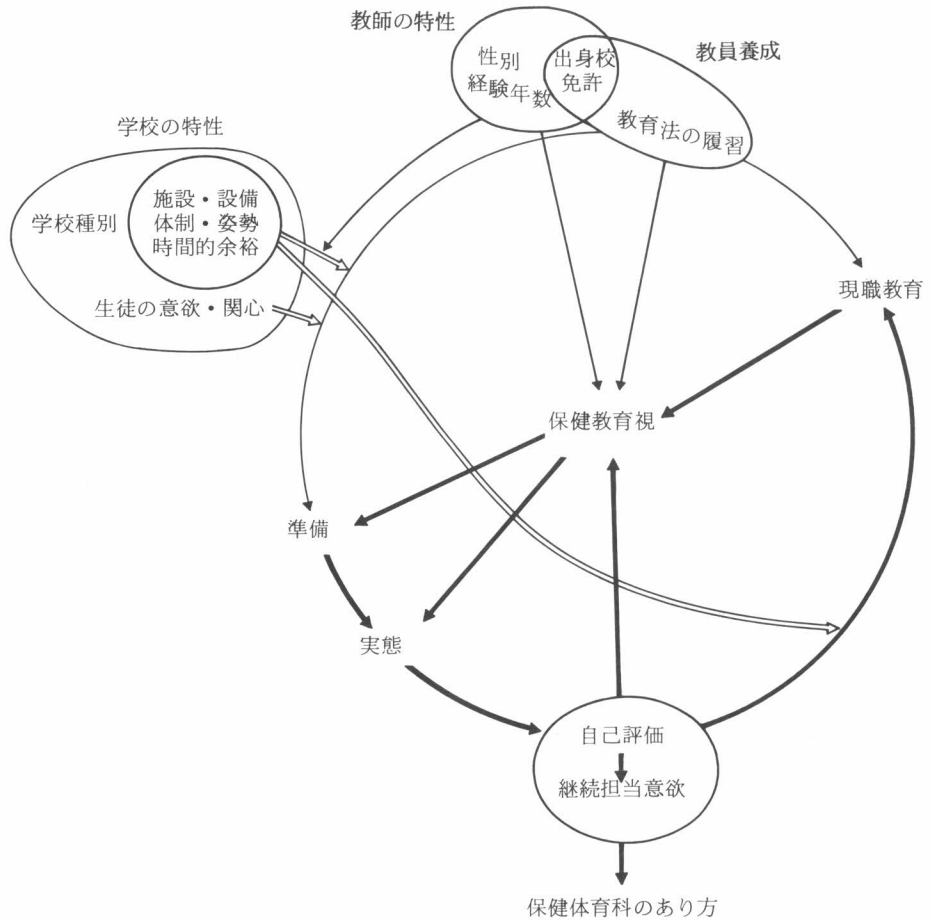 教師の特性
教員養成
性別
経験年数
出身校
免許
教育法の履習
学校の特性
学校種別
施設・設備
体制・姿勢
時間的余裕
生徒の意欲・関心
現職教育
保健教育視
準備
実態
自己評価
継続担当意欲
保健体育科のあり方